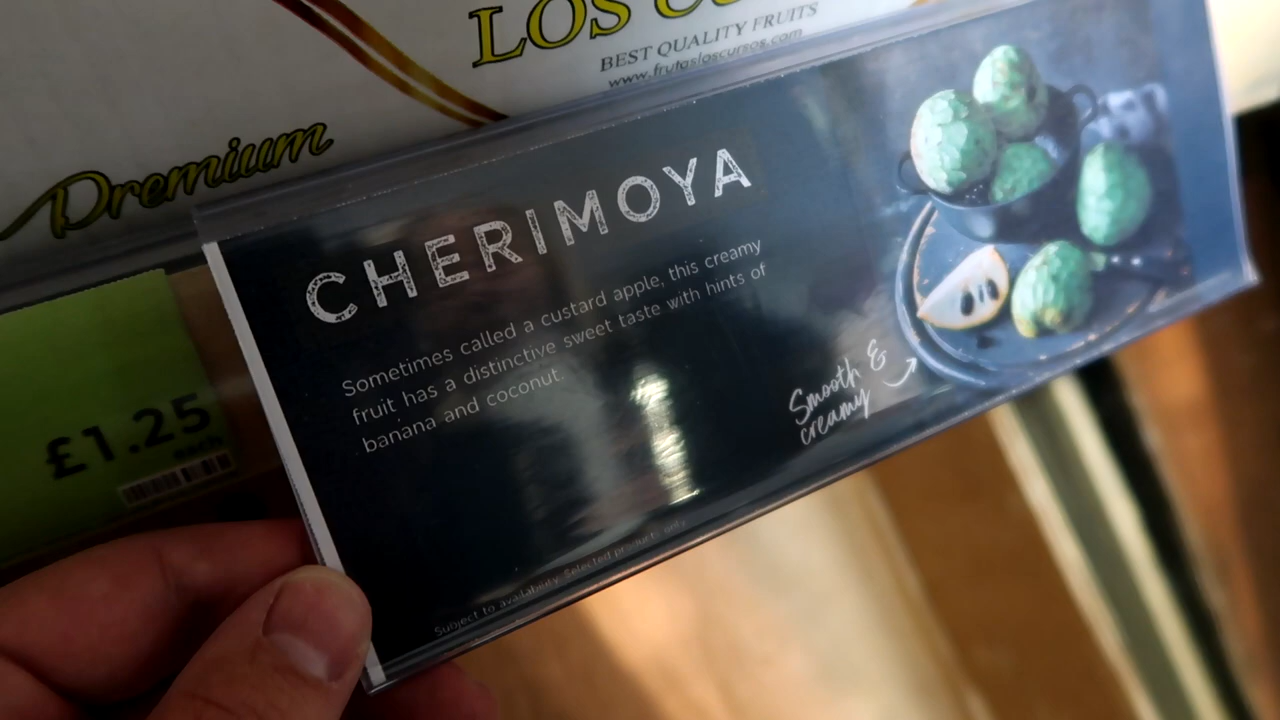 LOS
BEST QUALITY FRUITS
www.frutasloscursos.com
Premium
CHERIMOYA
Sometimes called a custard apple, this creamy
fruit has a distinctive sweet taste with hints of
banana and coconut.
Smooth &
creamy
£1.25
each
Subject to availability. Selected products only.